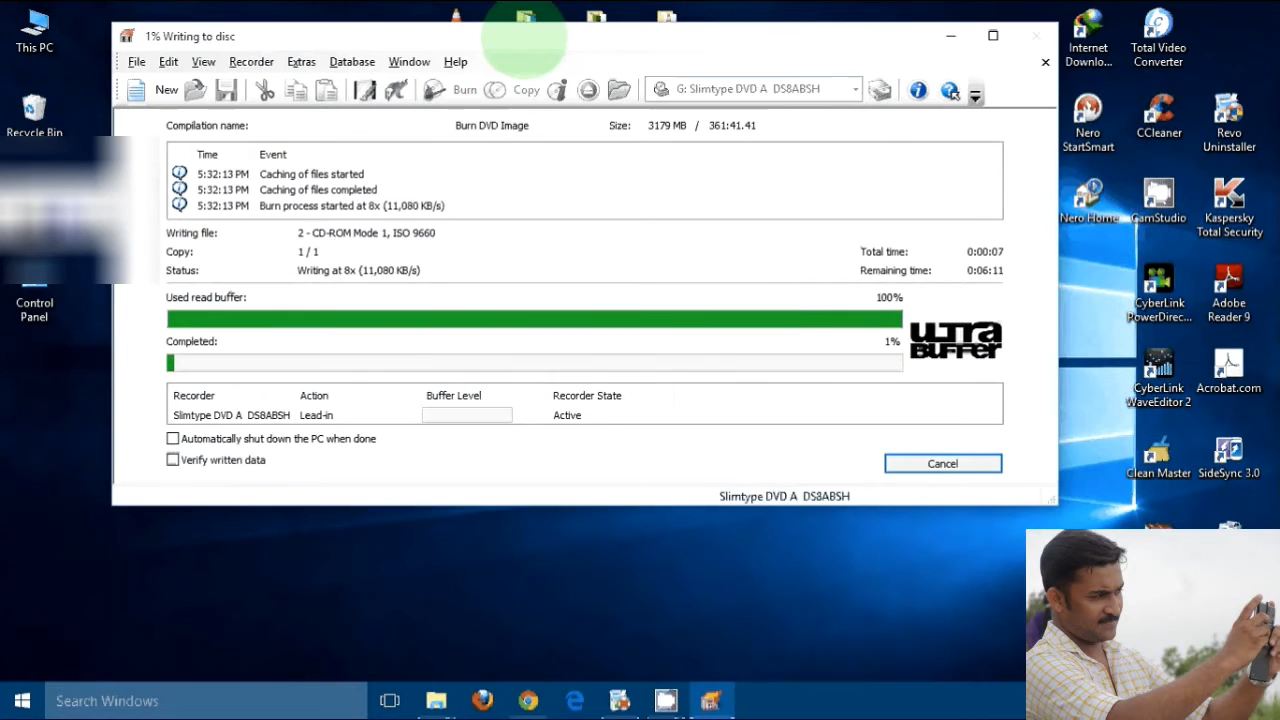 This PC
Recycle Bin
Control
Panel
1% Writing to disc
File Edit View Recorder Extras Database Window Help
New Burn Copy G: Slimtype DVD A DS8ABSH
Compilation name: Burn DVD Image Size: 3179 MB / 361:41.41
Time Event
5:32:13 PM Caching of files started
5:32:13 PM Caching of files completed
5:32:13 PM Burn process started at 8x (11,080 KB/s)
Writing file: 2 - CD-ROM Mode 1, ISO 9660
Copy: 1 / 1 Total time: 0:00:07
Status: Writing at 8x (11,080 KB/s) Remaining time: 0:06:11
Used read buffer: 100%
Completed: 1%
ULTRA
BUFFER
Recorder Action Buffer Level Recorder State
Slimtype DVD A DS8ABSH Lead-in Active
Automatically shut down the PC when done
Verify written data
Cancel
Slimtype DVD A DS8ABSH
Internet
Downlo...
Total Video
Converter
Nero
StartSmart
CCleaner
Revo
Uninstaller
Nero Home
CamStudio
Kaspersky
Total Security
CyberLink
PowerDirec...
Adobe
Reader 9
CyberLink
WaveEditor 2
Acrobat.com
Clean Master
SideSync 3.0
Search Windows